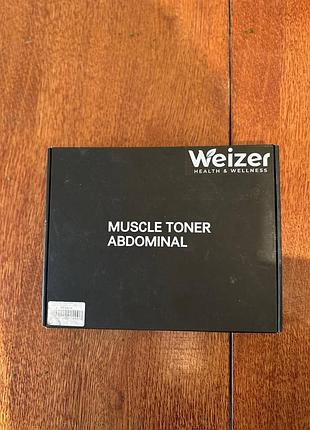 Weizer
HEALTH & WELLNESS
MUSCLE TONER
ABDOMINAL